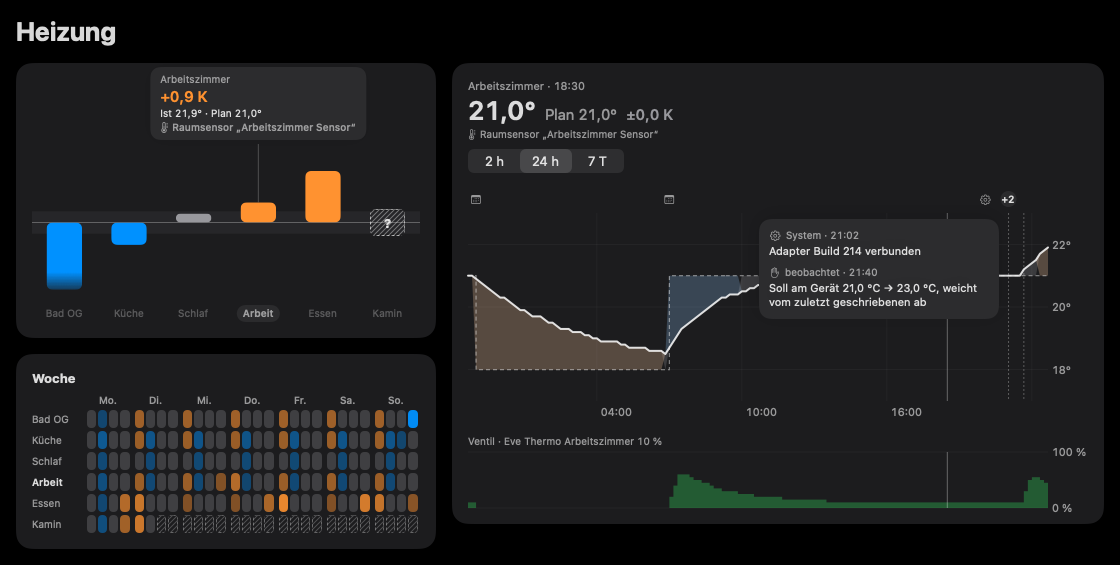 Heizung
Arbeitszimmer
+0,9 K
Ist 21,9° · Plan 21,0°
Raumsensor „Arbeitszimmer Sensor“
?
Bad OG
Küche
Schlaf
Arbeit
Essen
Kamin
Woche
Mo. Di. Mi. Do. Fr. Sa. So.
Bad OG
Küche
Schlaf
Arbeit
Essen
Kamin
Arbeitszimmer · 18:30
21,0° Plan 21,0° ±0,0 K
Raumsensor „Arbeitszimmer Sensor“
2 h 24 h 7 T
+2
System · 21:02
Adapter Build 214 verbunden
beobachtet · 21:40
Soll am Gerät 21,0 °C → 23,0 °C, weicht
vom zuletzt geschriebenen ab
22°
20°
18°
04:00 10:00 16:00
Ventil · Eve Thermo Arbeitszimmer 10 %
100 %
0 %